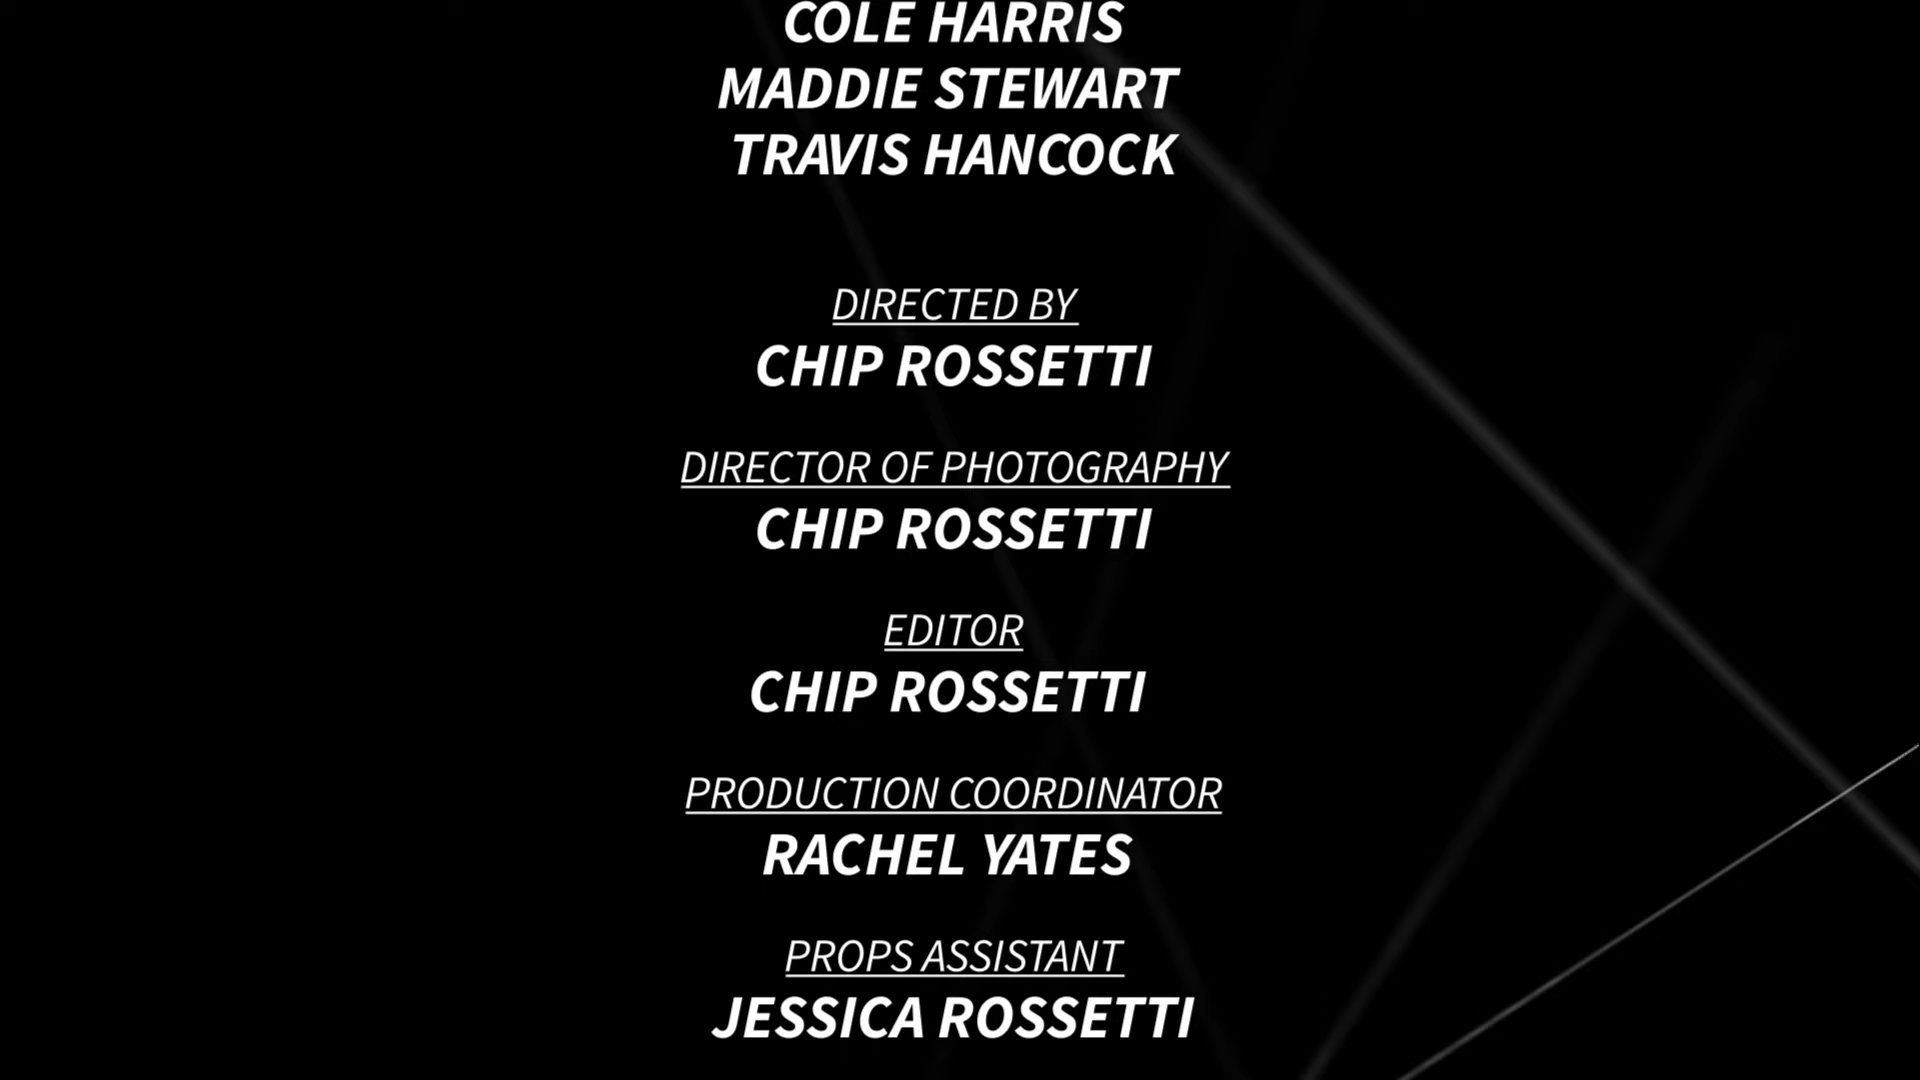 COLE HARRIS
MADDIE STEWART
TRAVIS HANCOCK
DIRECTED BY
CHIP ROSSETTI
DIRECTOR OF PHOTOGRAPHY
CHIP ROSSETTI
EDITOR
CHIP ROSSETTI
PRODUCTION COORDINATOR
RACHEL YATES
PROPS ASSISTANT
JESSICA ROSSETTI